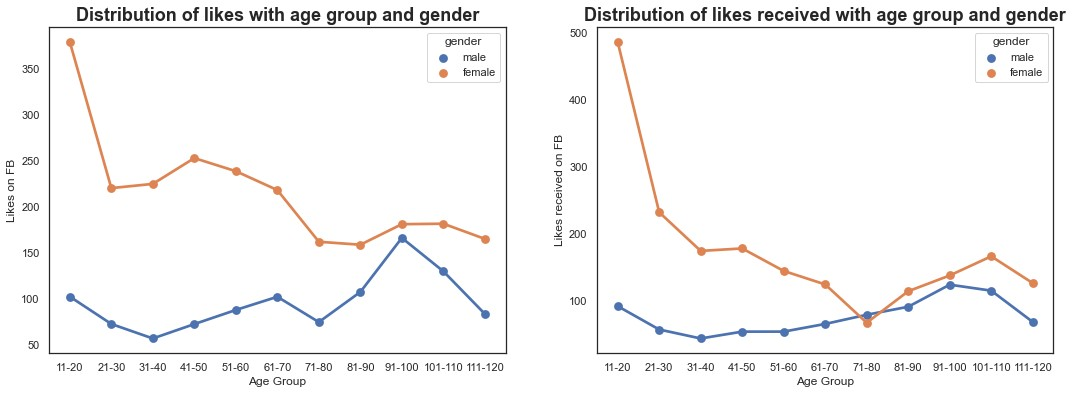 Distribution of likes with age group and gender
gender
male
female
350
300
250
200
150
100
50
Likes on FB
11-20 21-30 31-40 41-50 51-60 61-70 71-80 81-90 91-100 101-110 111-120
Age Group
Distribution of likes received with age group and gender
gender
male
female
500
400
300
200
100
Likes received on FB
11-20 21-30 31-40 41-50 51-60 61-70 71-80 81-90 91-100 101-110 111-120
Age Group